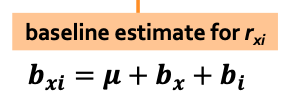 baseline estimate for rₓᵢ
bₓᵢ = μ + bₓ + bᵢ